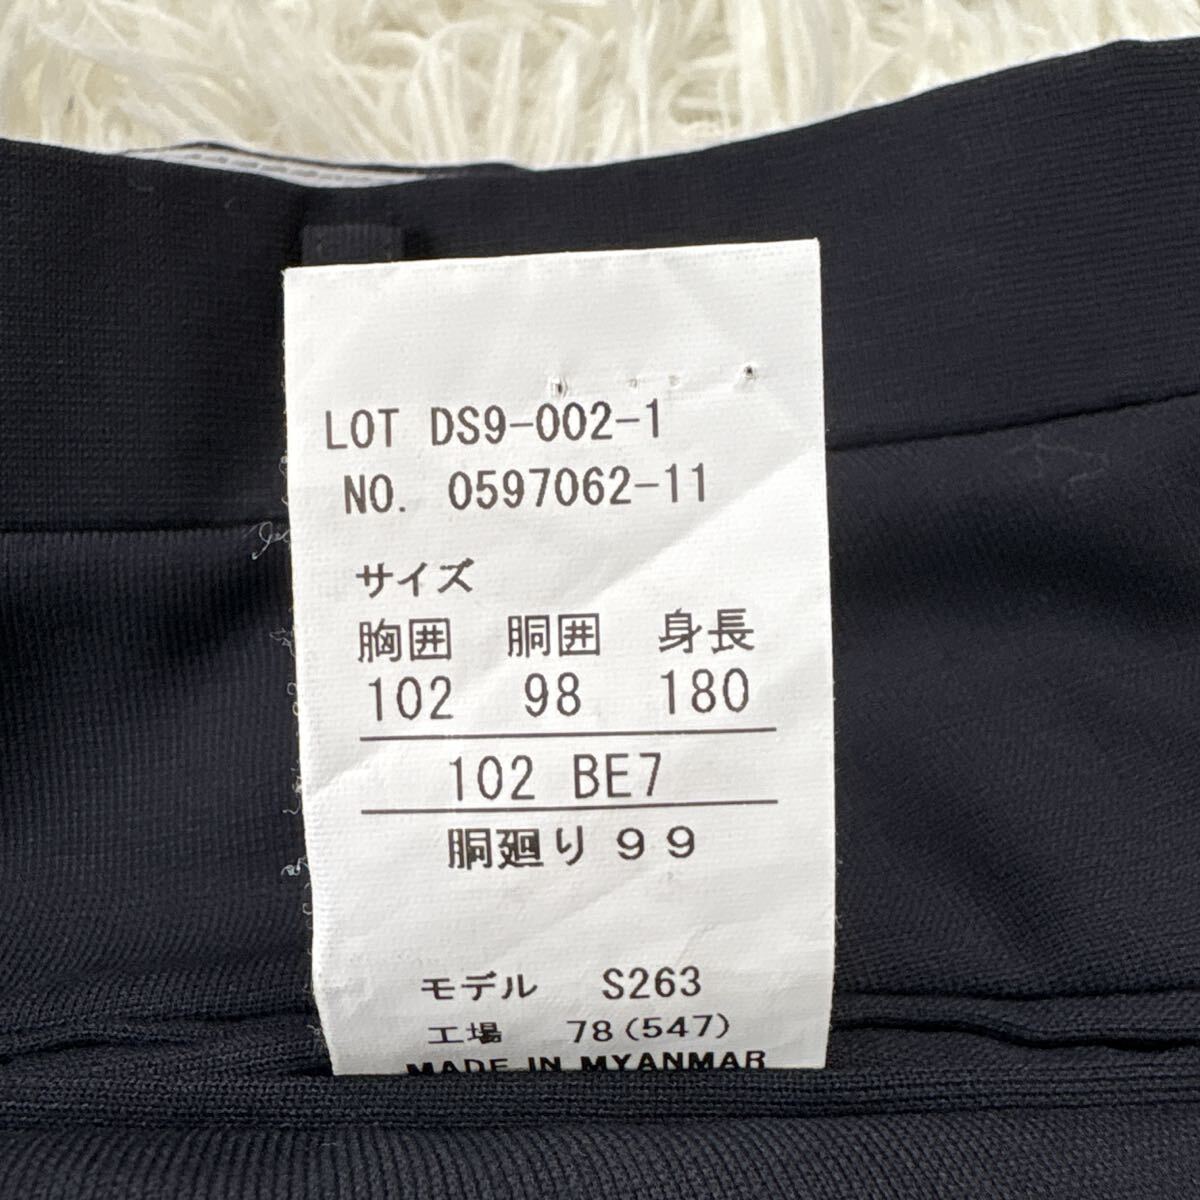 LOT DS9-002-1
NO. 0597062-11
サイズ
胸囲 胴囲 身長
102 98 180
102 BE7
胴廻り 99
モデル S263
工場 78(547)
MADE IN MYANMAR